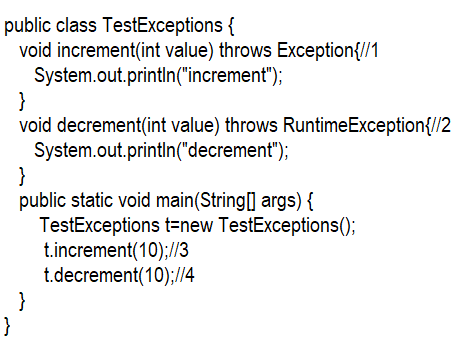 public class TestExceptions {
void increment(int value) throws Exception{//1
System.out.println("increment");
}
void decrement(int value) throws RuntimeException{//2
System.out.println("decrement");
}
public static void main(String[] args) {
TestExceptions t=new TestExceptions();
t.increment(10);//3
t.decrement(10);//4
}
}